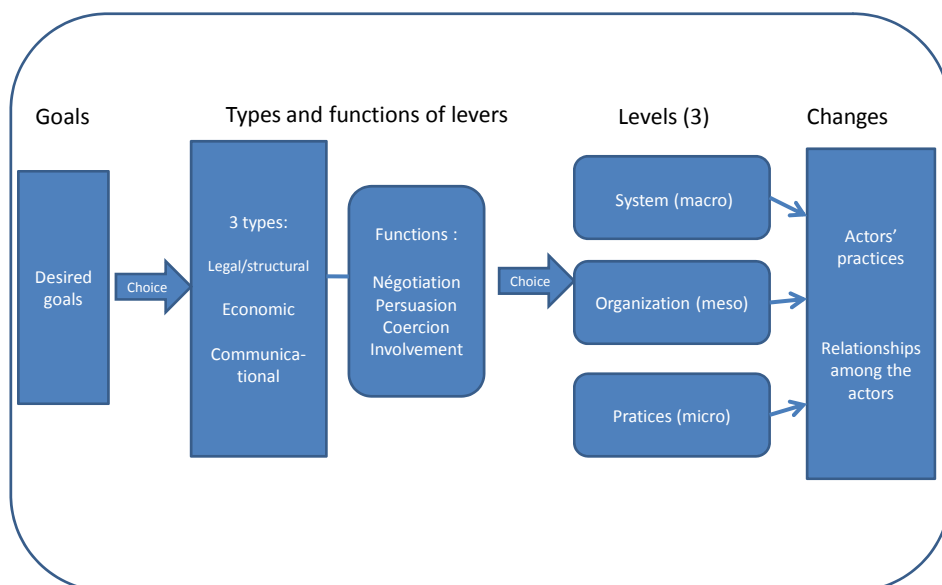 Goals
Types and functions of levers
Levels (3)
Changes
Desired
goals
Choice
3 types:
Legal/structural
Economic
Communica-
tional
Functions :
Négotiation
Persuasion
Coercion
Involvement
Choice
System (macro)
Organization (meso)
Pratices (micro)
Actors'
practices
Relationships
among the
actors